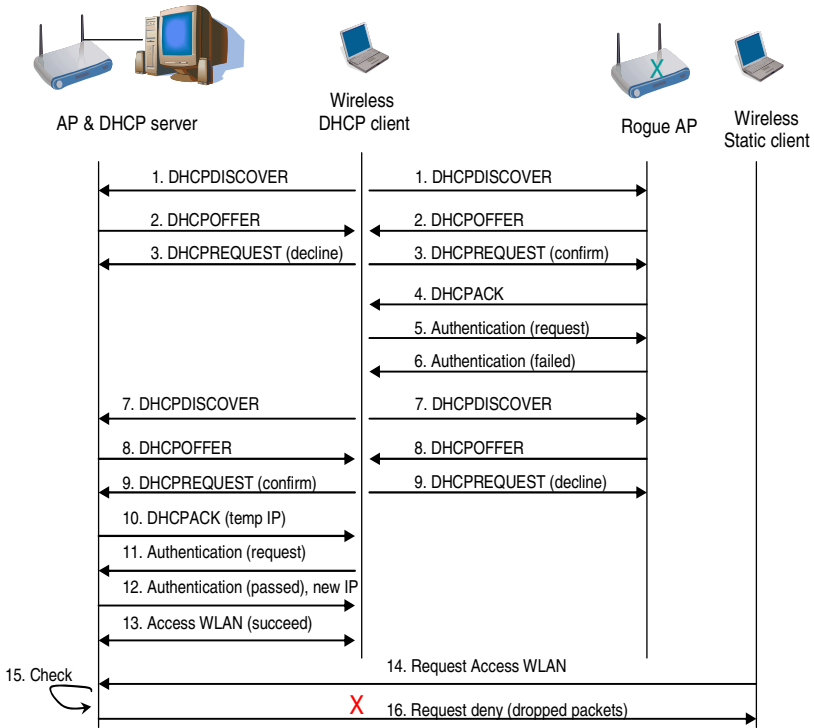 X
AP & DHCP server
Wireless
DHCP client
Rogue AP
Wireless
Static client
1. DHCPDISCOVER
1. DHCPDISCOVER
2. DHCPOFFER
2. DHCPOFFER
3. DHCPREQUEST (decline)
3. DHCPREQUEST (confirm)
4. DHCPACK
5. Authentication (request)
6. Authentication (failed)
7. DHCPDISCOVER
7. DHCPDISCOVER
8. DHCPOFFER
8. DHCPOFFER
9. DHCPREQUEST (confirm)
9. DHCPREQUEST (decline)
10. DHCPACK (temp IP)
11. Authentication (request)
12. Authentication (passed), new IP
13. Access WLAN (succeed)
14. Request Access WLAN
15. Check
X
16. Request deny (dropped packets)